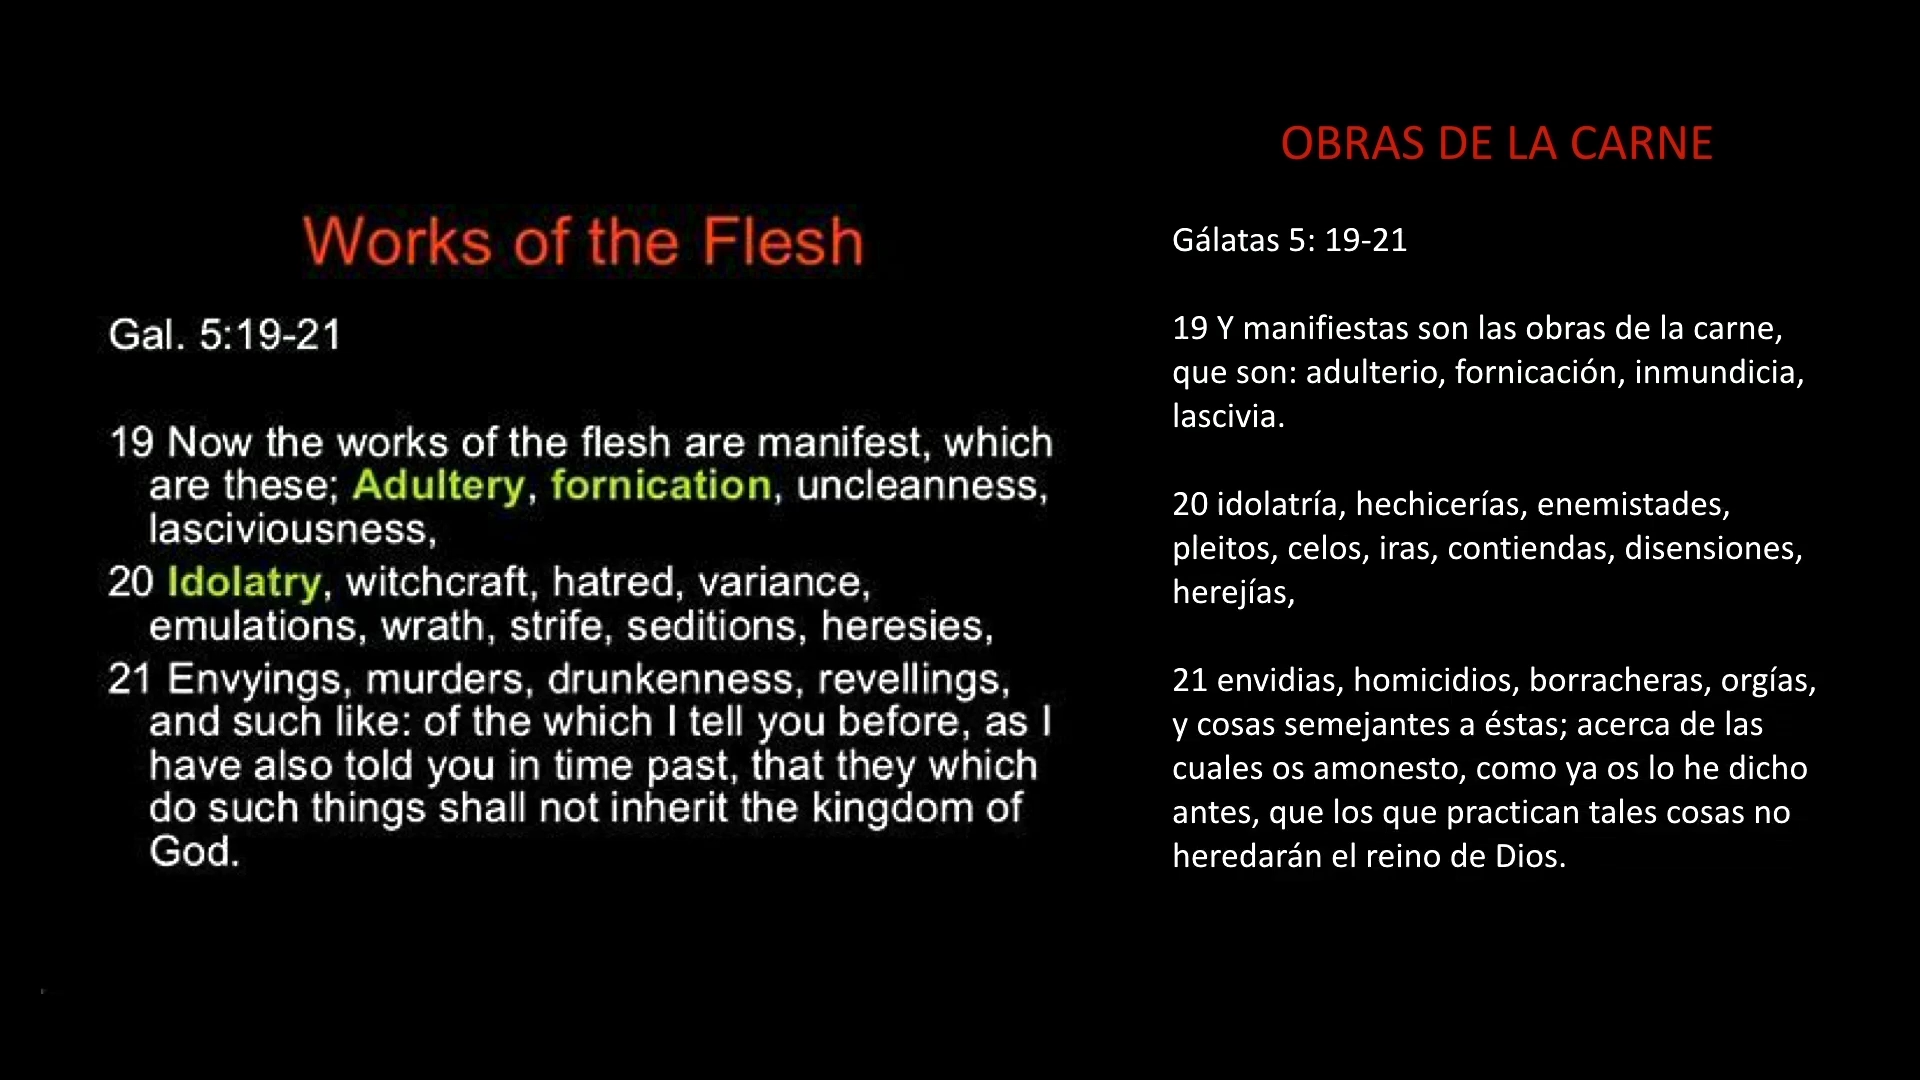 Works of the Flesh
Gal. 5:19-21
19 Now the works of the flesh are manifest, which
are these; Adultery, fornication, uncleanness,
lasciviousness,
20 Idolatry, witchcraft, hatred, variance,
emulations, wrath, strife, seditions, heresies,
21 Envyings, murders, drunkenness, revellings,
and such like: of the which I tell you before, as I
have also told you in time past, that they which
do such things shall not inherit the kingdom of
God.
OBRAS DE LA CARNE
Gálatas 5: 19-21
19 Y manifiestas son las obras de la carne,
que son: adulterio, fornicación, inmundicia,
lascivia.
20 idolatría, hechicerías, enemistades,
pleitos, celos, iras, contiendas, disensiones,
herejías,
21 envidias, homicidios, borracheras, orgías,
y cosas semejantes a éstas; acerca de las
cuales os amonesto, como ya os lo he dicho
antes, que los que practican tales cosas no
heredarán el reino de Dios.